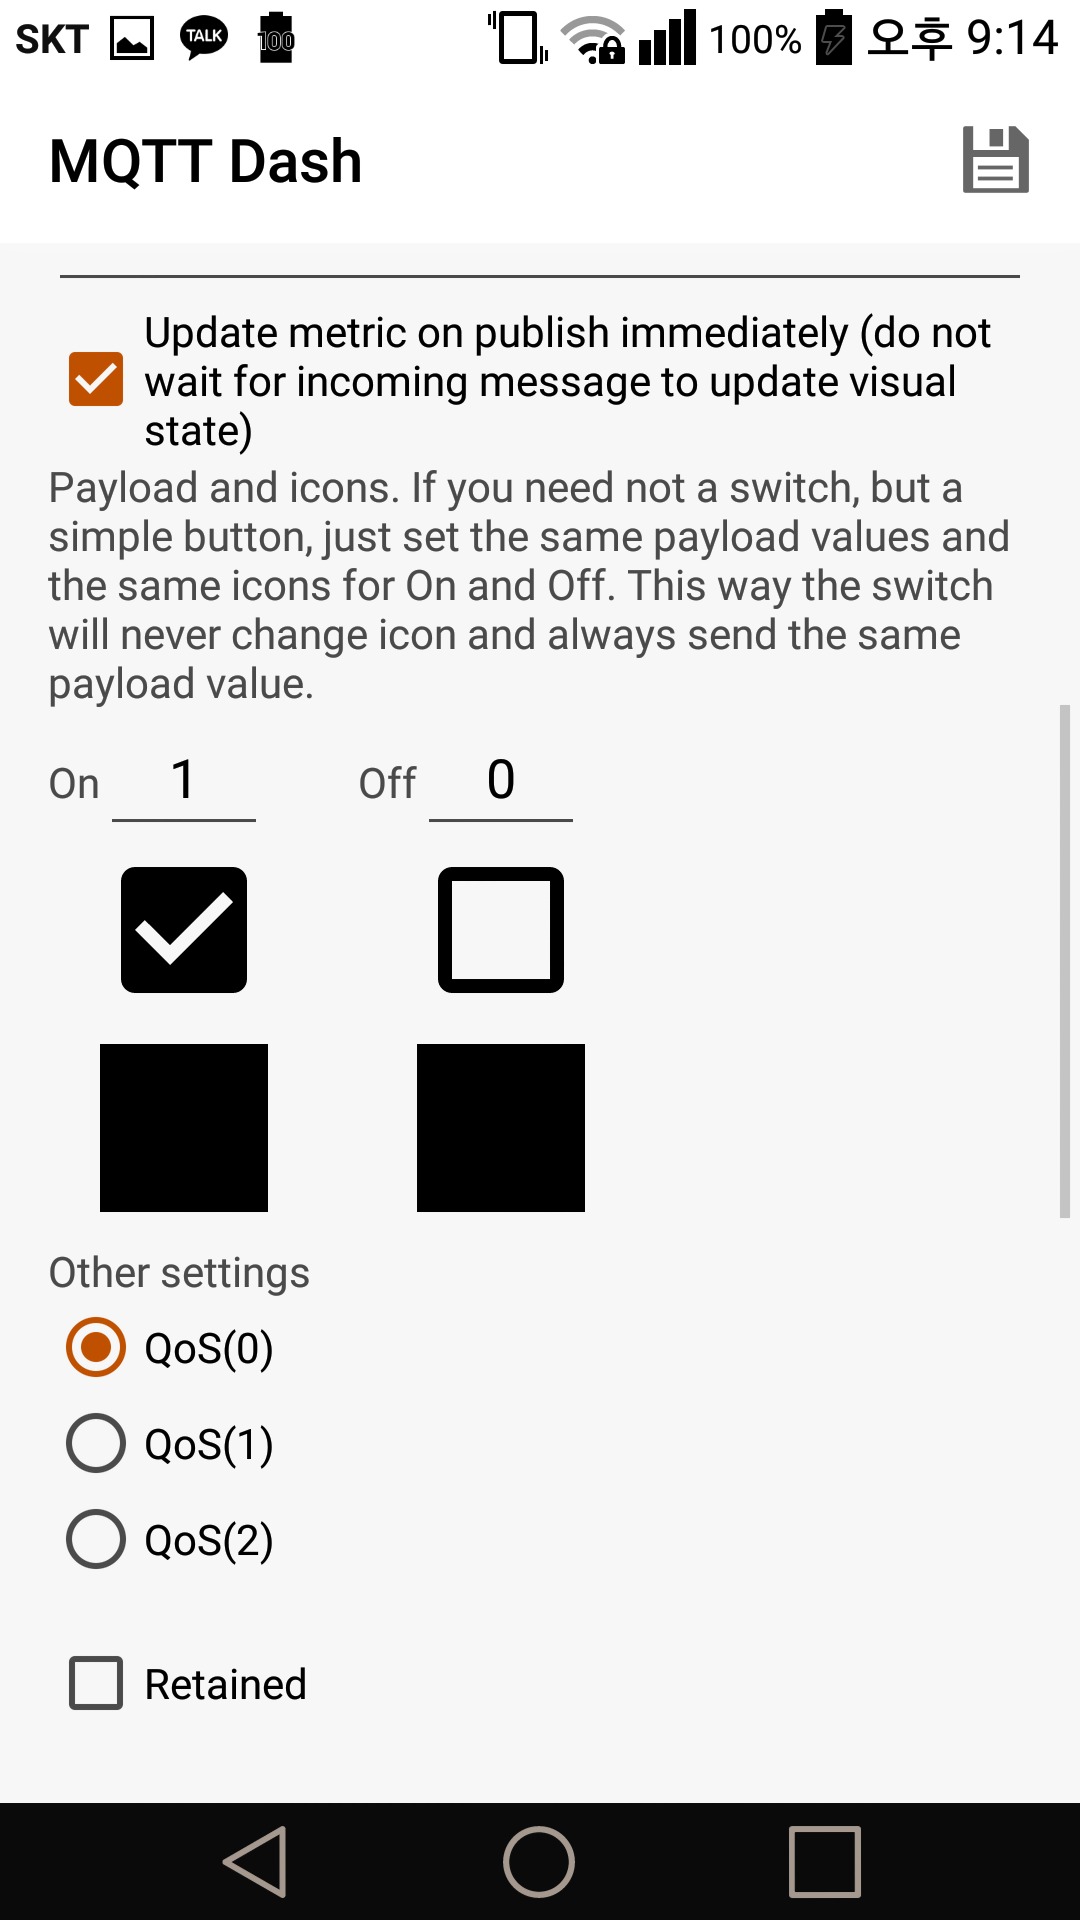 SKT TALK 100 100% 오후 9:14
MQTT Dash
Update metric on publish immediately (do not
wait for incoming message to update visual
state)
Payload and icons. If you need not a switch, but a
simple button, just set the same payload values and
the same icons for On and Off. This way the switch
will never change icon and always send the same
payload value.
On 1 Off 0
Other settings
QoS(0)
QoS(1)
QoS(2)
Retained